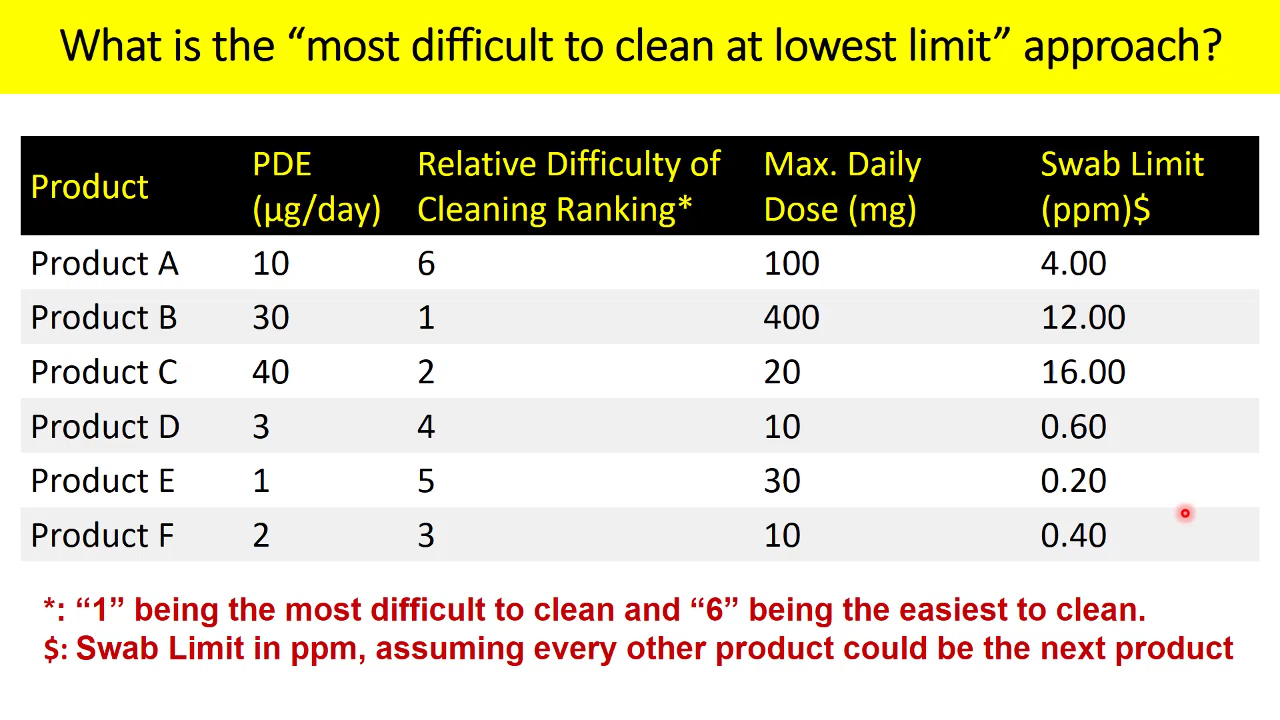 What is the “most difficult to clean at lowest limit” approach?
Product PDE (µg/day) Relative Difficulty of Cleaning Ranking* Max. Daily Dose (mg) Swab Limit (ppm)$
Product A 10 6 100 4.00
Product B 30 1 400 12.00
Product C 40 2 20 16.00
Product D 3 4 10 0.60
Product E 1 5 30 0.20
Product F 2 3 10 0.40
*: “1” being the most difficult to clean and “6” being the easiest to clean.
$: Swab Limit in ppm, assuming every other product could be the next product